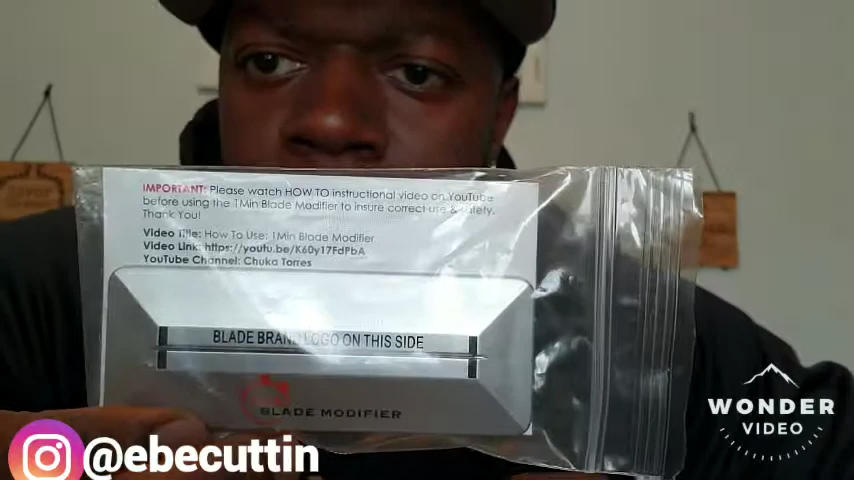 IMPORTANT: Please watch HOW TO instructional video on YouTube
before using the 1Min Blade Modifier to insure correct use & safety.
Thank You!
Video Title: How To Use: 1Min Blade Modifier
Video Link: https://youtu.be/K60y17FdPbA
YouTube Channel: Chuka Torres
BLADE BRAND LOGO ON THIS SIDE
BLADE MODIFIER
WONDER
VIDEO
@ebecuttin